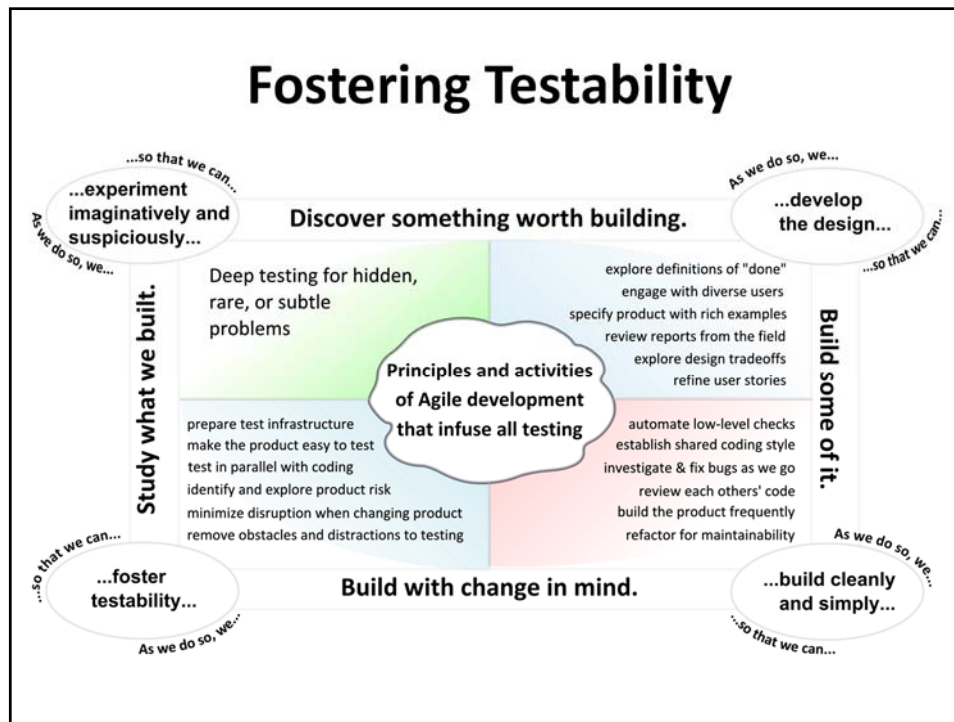 Fostering Testability
...so that we can...
...experiment
imaginatively and
suspiciously...
As we do so, we...
Discover something worth building.
As we do so, we...
...develop
the design...
...so that we can...
Study what we built.
Deep testing for hidden,
rare, or subtle
problems
explore definitions of "done"
engage with diverse users
specify product with rich examples
review reports from the field
explore design tradeoffs
refine user stories
Build some of it.
Principles and activities
of Agile development
that infuse all testing
prepare test infrastructure
make the product easy to test
test in parallel with coding
identify and explore product risk
minimize disruption when changing product
remove obstacles and distractions to testing
automate low-level checks
establish shared coding style
investigate & fix bugs as we go
review each others' code
build the product frequently
refactor for maintainability
...so that we can...
...foster
testability...
As we do so, we...
Build with change in mind.
As we do so, we...
...build cleanly
and simply...
...so that we can...